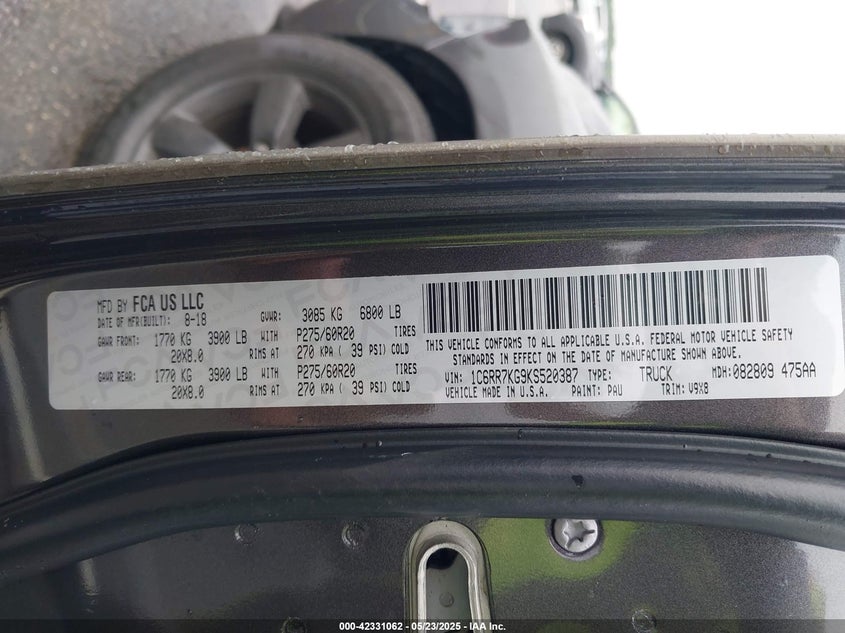 MFD BY FCA US LLC
DATE OF MFR(BUILT): 8-18 GVWR: 3085 KG 6800 LB
GAWR FRONT: 1770 KG 3900 LB WITH P275/60R20 TIRES
20X8.0 RIMS AT 270 KPA ( 39 PSI) COLD
GAWR REAR: 1770 KG 3900 LB WITH P275/60R20 TIRES
20X8.0 RIMS AT 270 KPA ( 39 PSI) COLD
THIS VEHICLE CONFORMS TO ALL APPLICABLE U.S.A. FEDERAL MOTOR VEHICLE SAFETY
STANDARDS IN EFFECT ON THE DATE OF MANUFACTURE SHOWN ABOVE.
VIN: 1C6RR7KG9KS520387 TYPE: TRUCK MDH:082809 475AA
VEHICLE MADE IN U.S.A. PAINT: PAU TRIM: V9X8
000-42331062 - 05/23/2025 - IAA Inc.